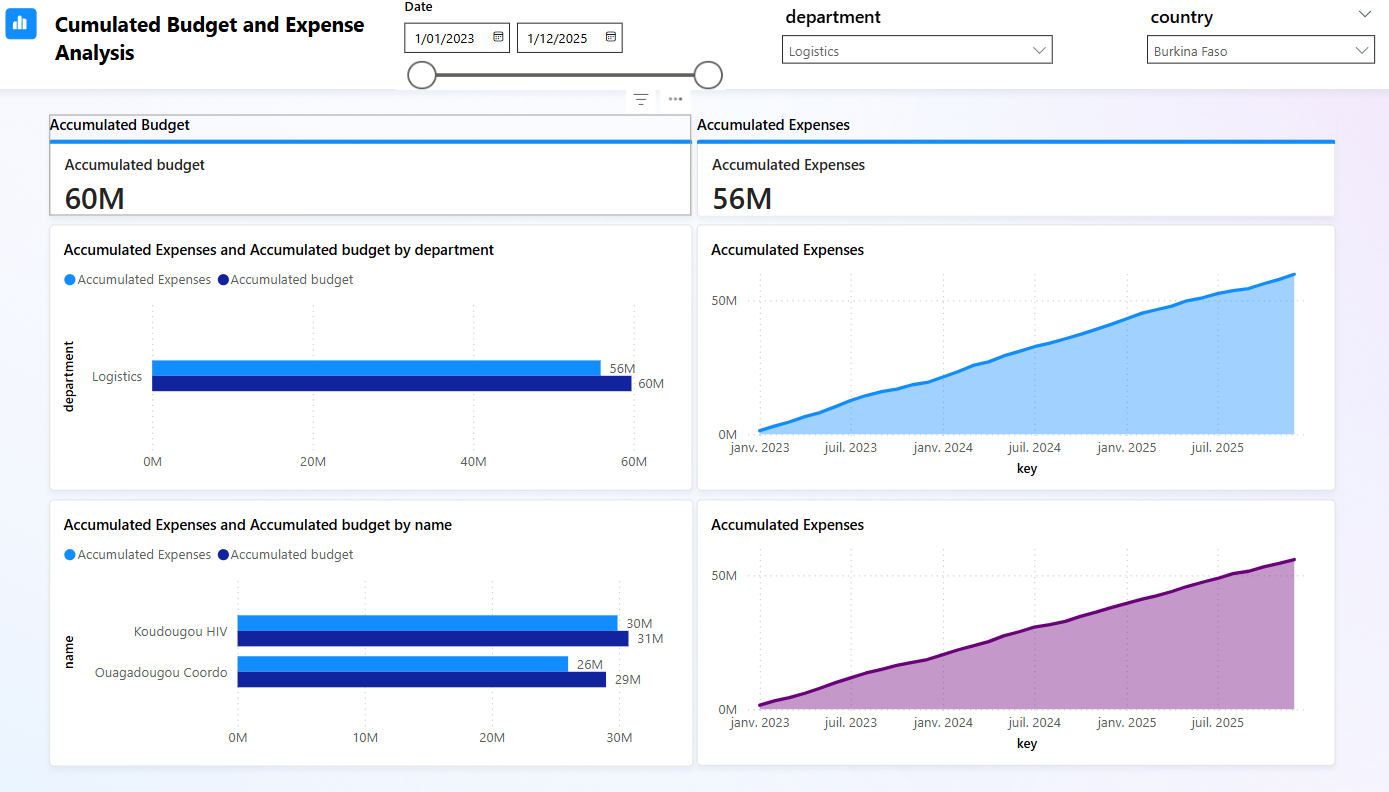 Cumulated Budget and Expense
Analysis
Date
1/01/2023
1/12/2025
department
Logistics
country
Burkina Faso
Accumulated Budget
Accumulated budget
60M
Accumulated Expenses
Accumulated Expenses
56M
Accumulated Expenses and Accumulated budget by department
Accumulated Expenses Accumulated budget
department
Logistics
56M
60M
0M 20M 40M 60M
Accumulated Expenses
50M
0M
janv. 2023 juil. 2023 janv. 2024 juil. 2024 janv. 2025 juil. 2025
key
Accumulated Expenses and Accumulated budget by name
Accumulated Expenses Accumulated budget
name
Koudougou HIV
30M
31M
Ouagadougou Coordo
26M
29M
0M 10M 20M 30M
Accumulated Expenses
50M
0M
janv. 2023 juil. 2023 janv. 2024 juil. 2024 janv. 2025 juil. 2025
key